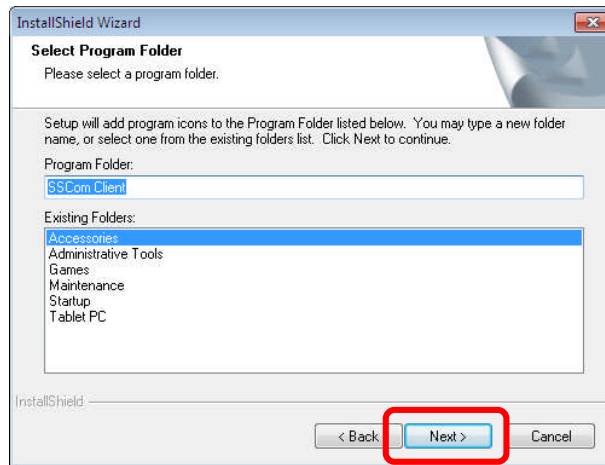 InstallShield Wizard
Select Program Folder
Please select a program folder.
Setup will add program icons to the Program Folder listed below. You may type a new folder
name, or select one from the existing folders list. Click Next to continue.
Program Folder:
SSCom Client
Existing Folders:
Accessories
Administrative Tools
Games
Maintenance
Startup
Tablet PC
InstallShield
< Back
Next >
Cancel